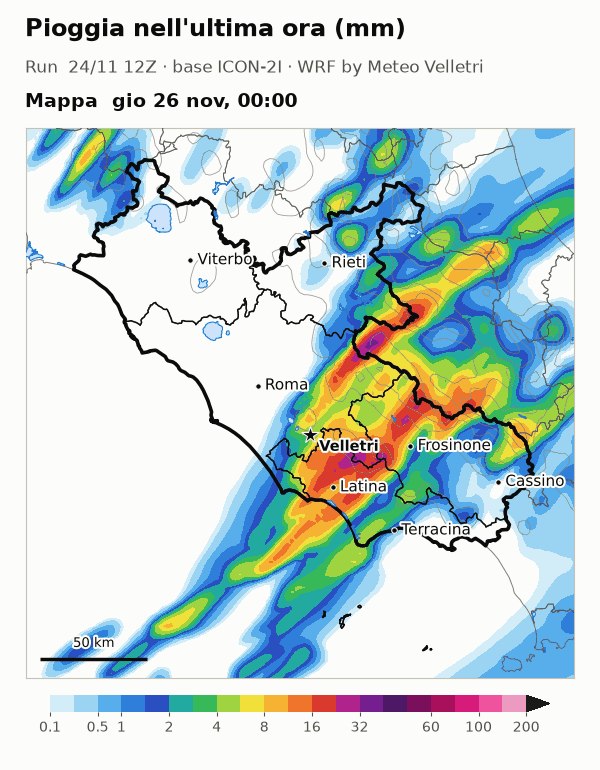 Pioggia nell'ultima ora (mm)
Run 24/11 12Z · base ICON-2I · WRF by Meteo Velletri
Mappa gio 26 nov, 00:00
Viterbo
Rieti
Roma
Velletri
Frosinone
Latina
Cassino
Terracina
50 km
0.1 0.5 1 2 4 8 16 32 60 100 200